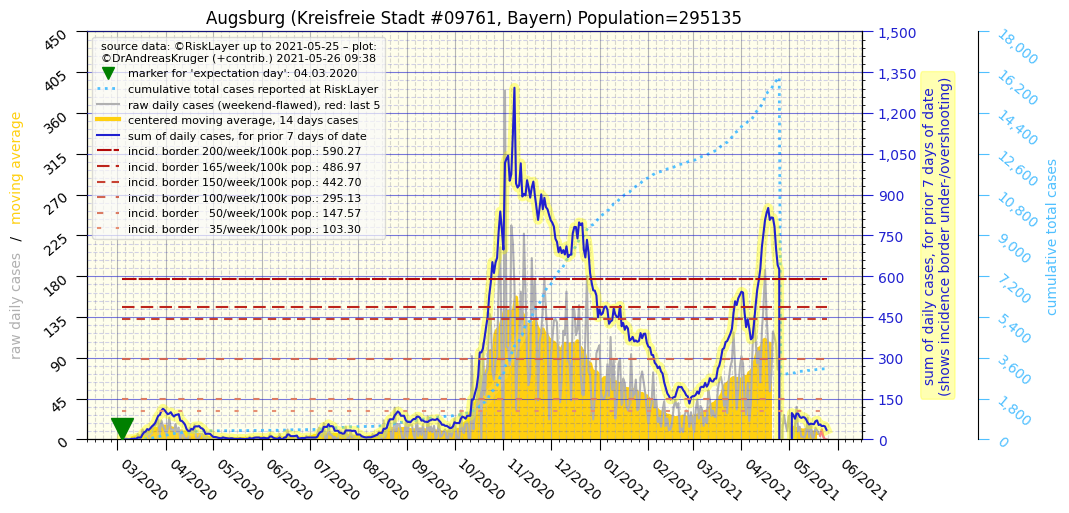 Augsburg (Kreisfreie Stadt #09761, Bayern) Population=295135
source data: ©RiskLayer up to 2021-05-25 – plot:
©DrAndreasKruger (+contrib.) 2021-05-26 09:38
marker for 'expectation day': 04.03.2020
cumulative total cases reported at RiskLayer
raw daily cases (weekend-flawed), red: last 5
centered moving average, 14 days cases
sum of daily cases, for prior 7 days of date
incid. border 200/week/100k pop.: 590.27
incid. border 165/week/100k pop.: 486.97
incid. border 150/week/100k pop.: 442.70
incid. border 100/week/100k pop.: 295.13
incid. border 50/week/100k pop.: 147.57
incid. border 35/week/100k pop.: 103.30
raw daily cases / moving average
450
405
360
315
270
225
180
135
90
45
0
03/2020
04/2020
05/2020
06/2020
07/2020
08/2020
09/2020
10/2020
11/2020
12/2020
01/2021
02/2021
03/2021
04/2021
05/2021
06/2021
1,500
1,350
1,200
1,050
900
750
600
450
300
150
0
sum of daily cases, for prior 7 days of date
(shows incidence border under-/overshooting)
18,000
16,200
14,400
12,600
10,800
9,000
7,200
5,400
3,600
1,800
0
cumulative total cases